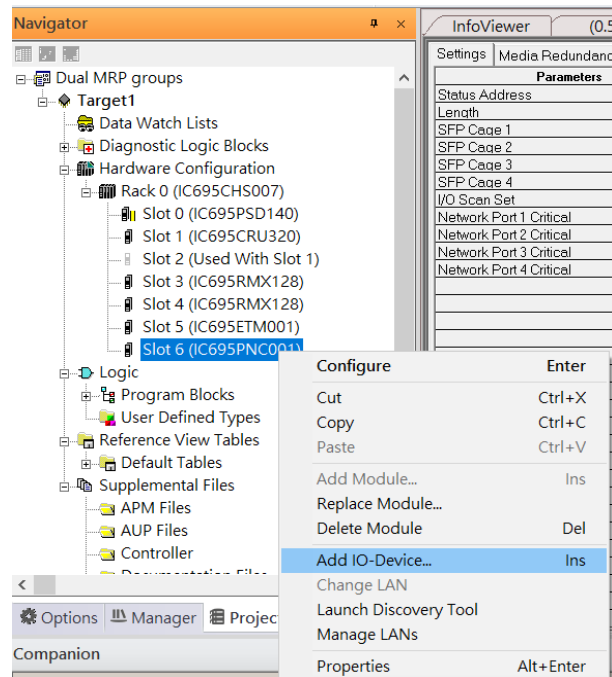 Navigator
InfoViewer
(0.5
Settings
Media Redundanc
Parameters
Status Address
Length
SFP Cage 1
SFP Cage 2
SFP Cage 3
SFP Cage 4
I/O Scan Set
Network Port 1 Critical
Network Port 2 Critical
Network Port 3 Critical
Network Port 4 Critical
Dual MRP groups
Target1
Data Watch Lists
Diagnostic Logic Blocks
Hardware Configuration
Rack 0 (IC695CHS007)
Slot 0 (IC695PSD140)
Slot 1 (IC695CRU320)
Slot 2 (Used With Slot 1)
Slot 3 (IC695RMX128)
Slot 4 (IC695RMX128)
Slot 5 (IC695ETM001)
Slot 6 (IC695PNC001)
Logic
Program Blocks
User Defined Types
Reference View Tables
Default Tables
Supplemental Files
APM Files
AUP Files
Controller
Documentation Files
Options
Manager
Projec
Companion
Configure Enter
Cut Ctrl+X
Copy Ctrl+C
Paste Ctrl+V
Add Module... Ins
Replace Module...
Delete Module Del
Add IO-Device... Ins
Change LAN
Launch Discovery Tool
Manage LANs
Properties Alt+Enter